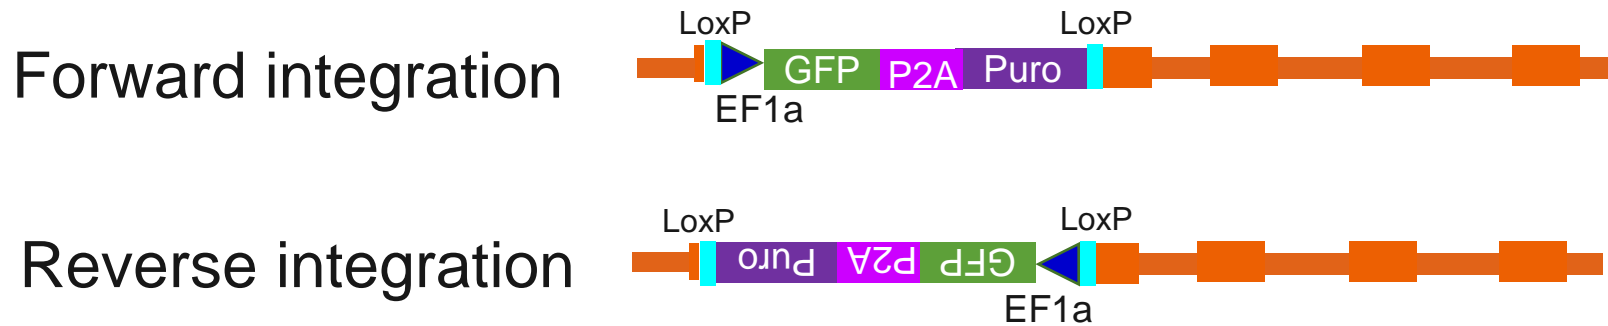 LoxP LoxP
Forward integration
GFP P2A Puro
EF1a
LoxP LoxP
Reverse integration
Puro P2A GFP
EF1a